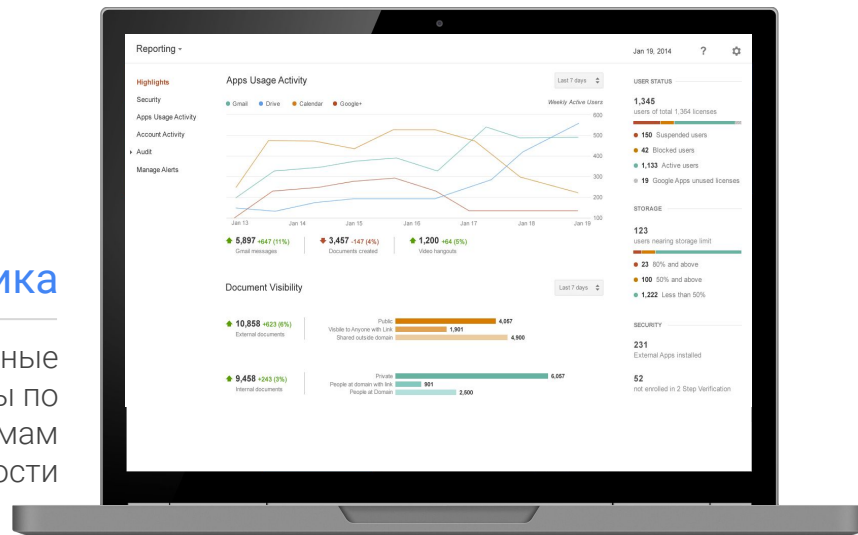 Reporting
Jan 19, 2014
?
Highlights
Security
Apps Usage Activity
Account Activity
Audit
Manage Alerts
Apps Usage Activity
Last 7 days
Gmail
Drive
Calendar
Google+
Weekly Active Users
600
500
400
300
200
100
Jan 13
Jan 14
Jan 15
Jan 16
Jan 17
Jan 18
Jan 19
5,897 +647 (11%)
Gmail messages
3,457 -147 (4%)
Documents created
1,200 +64 (5%)
Video hangouts
Document Visibility
Last 7 days
10,858 +623 (6%)
External documents
Public 4,057
Visible to Anyone with Link 1,901
Shared outside domain 4,900
9,458 +243 (3%)
Internal documents
Private 6,057
People at domain with link 901
People at Domain 2,500
USER STATUS
1,345
users of total 1,364 licenses
150 Suspended users
42 Blocked users
1,133 Active users
19 Google Apps unused licenses
STORAGE
123
users nearing storage limit
23 80% and above
100 50% and above
1,222 Less than 50%
SECURITY
231
External Apps installed
52
not enrolled in 2 Step Verification
ика
ные
ы по
мам
ости